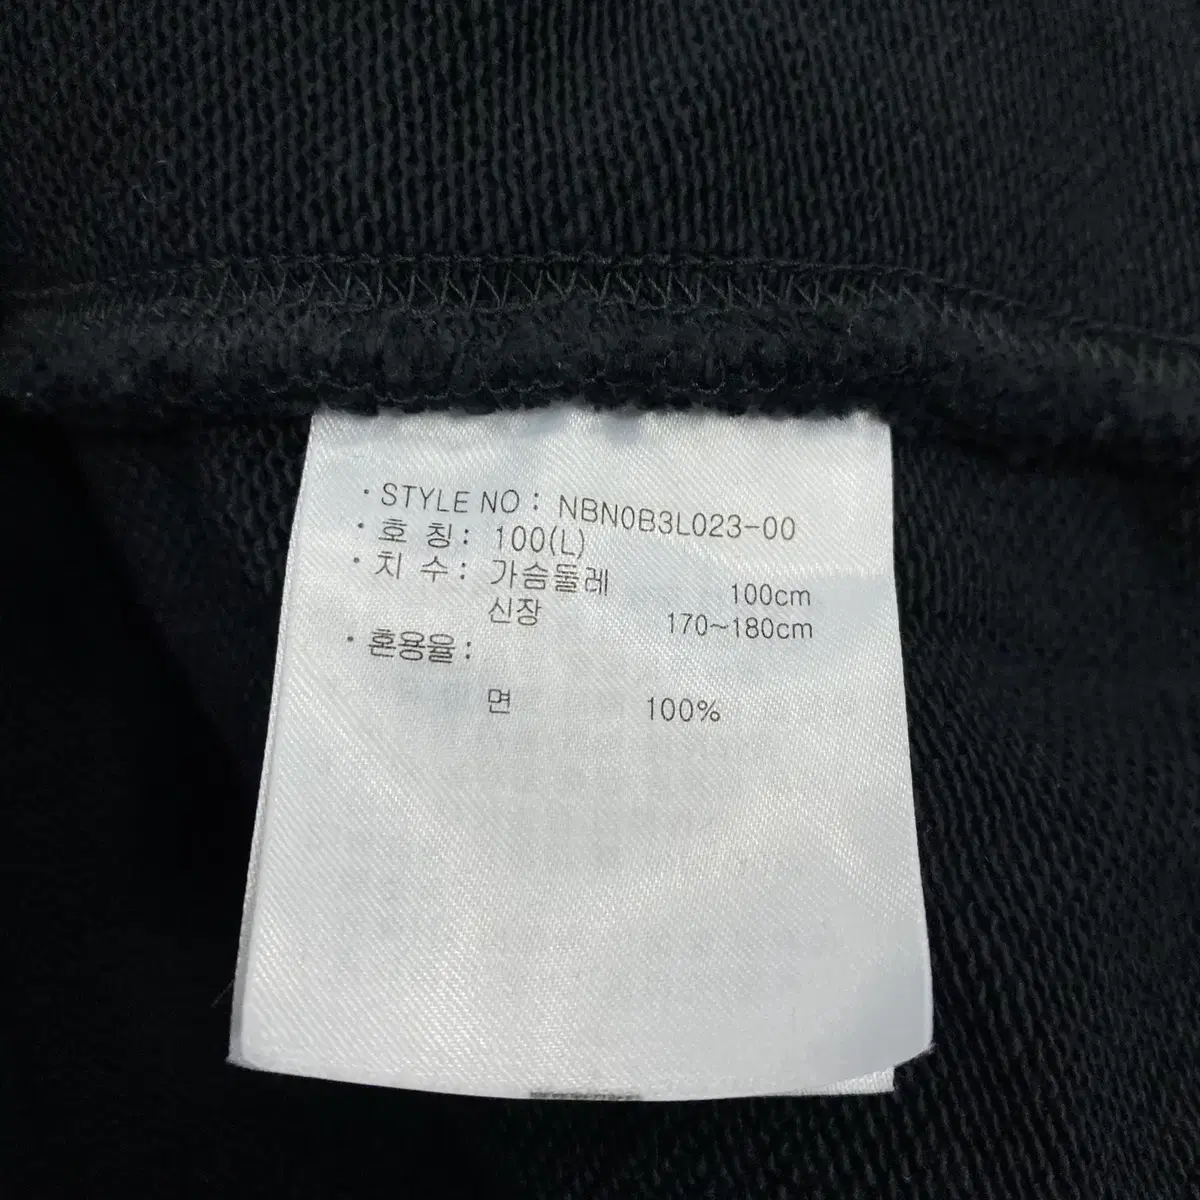 · STYLE NO : NBN0B3L023-00
· 호 칭 : 100(L)
· 치 수 : 가슴둘레 100cm
신장 170~180cm
· 혼용율 :
면 100%